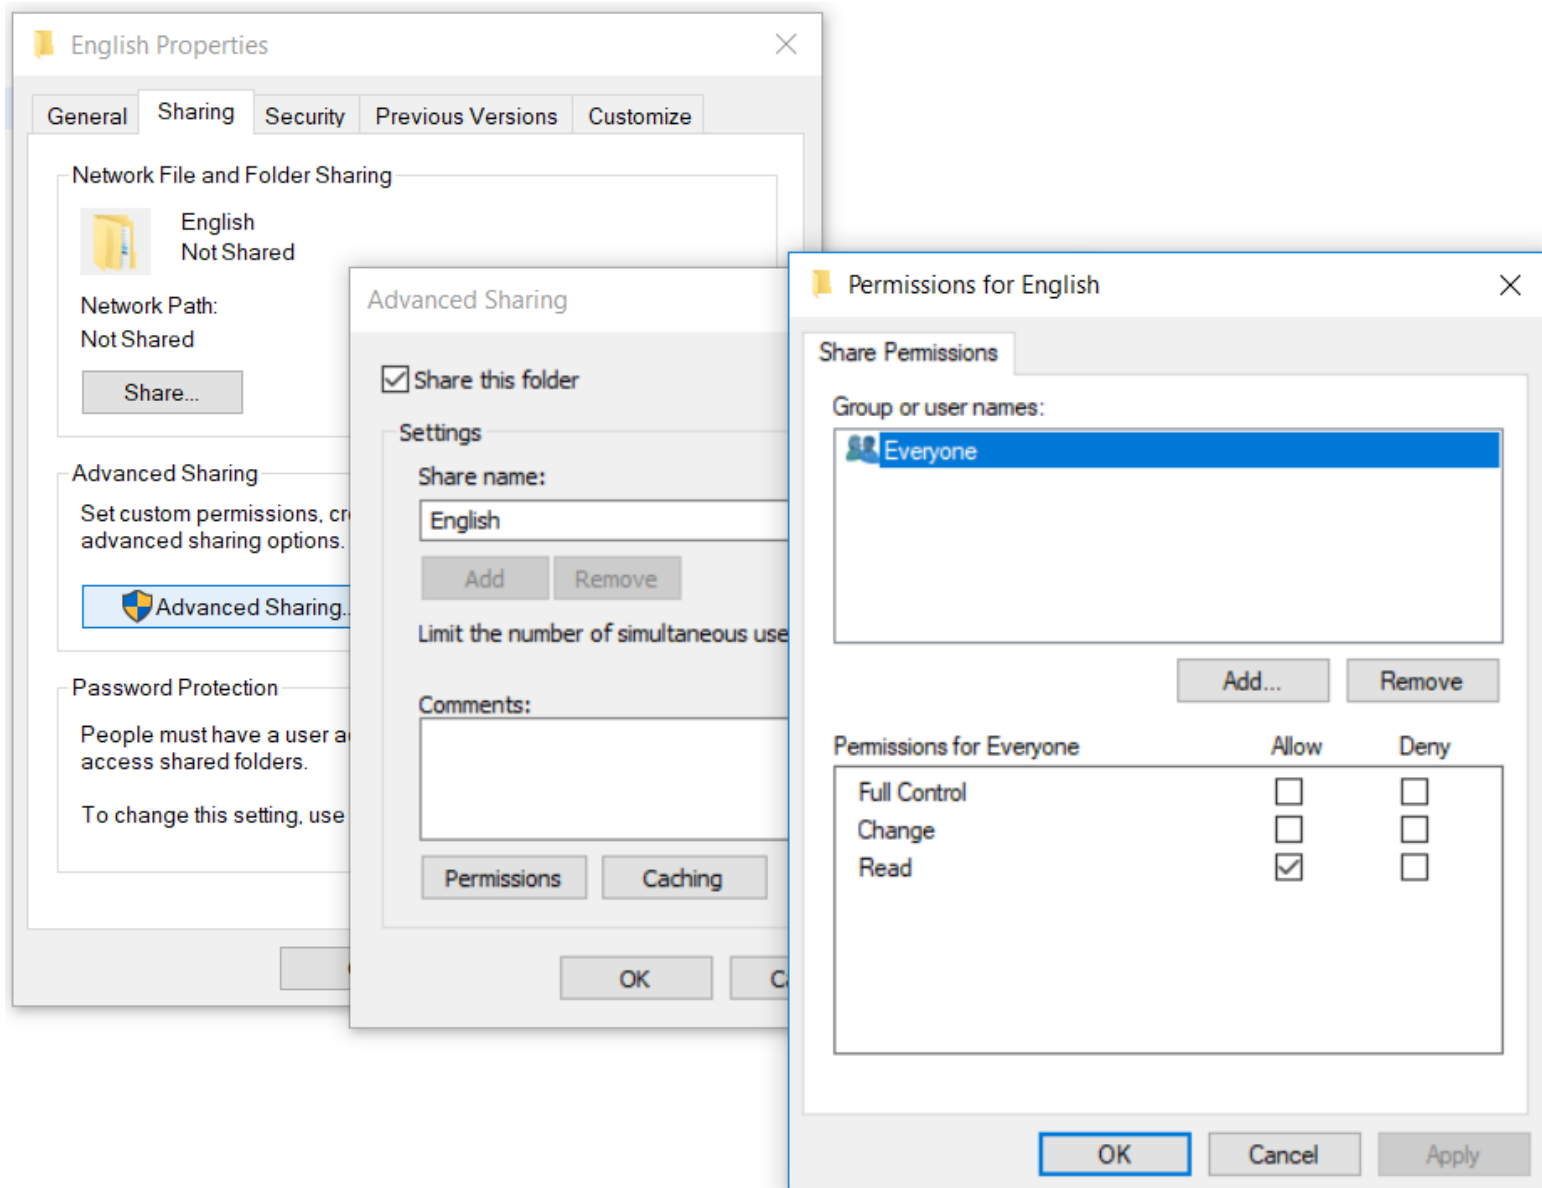 English Properties
General
Sharing
Security
Previous Versions
Customize
Network File and Folder Sharing
English
Not Shared
Network Path:
Not Shared
Share...
Advanced Sharing
Set custom permissions,
advanced sharing options.
Advanced Sharing..
Password Protection
People must have a user
access shared folders.
To change this setting, use
Advanced Sharing
Share this folder
Settings
Share name:
English
Add
Remove
Limit the number of simultaneous
Comments:
Permissions
Caching
OK
Permissions for English
Share Permissions
Group or user names:
Everyone
Add...
Remove
Permissions for Everyone
Allow
Deny
Full Control
Change
Read
OK
Cancel
Apply